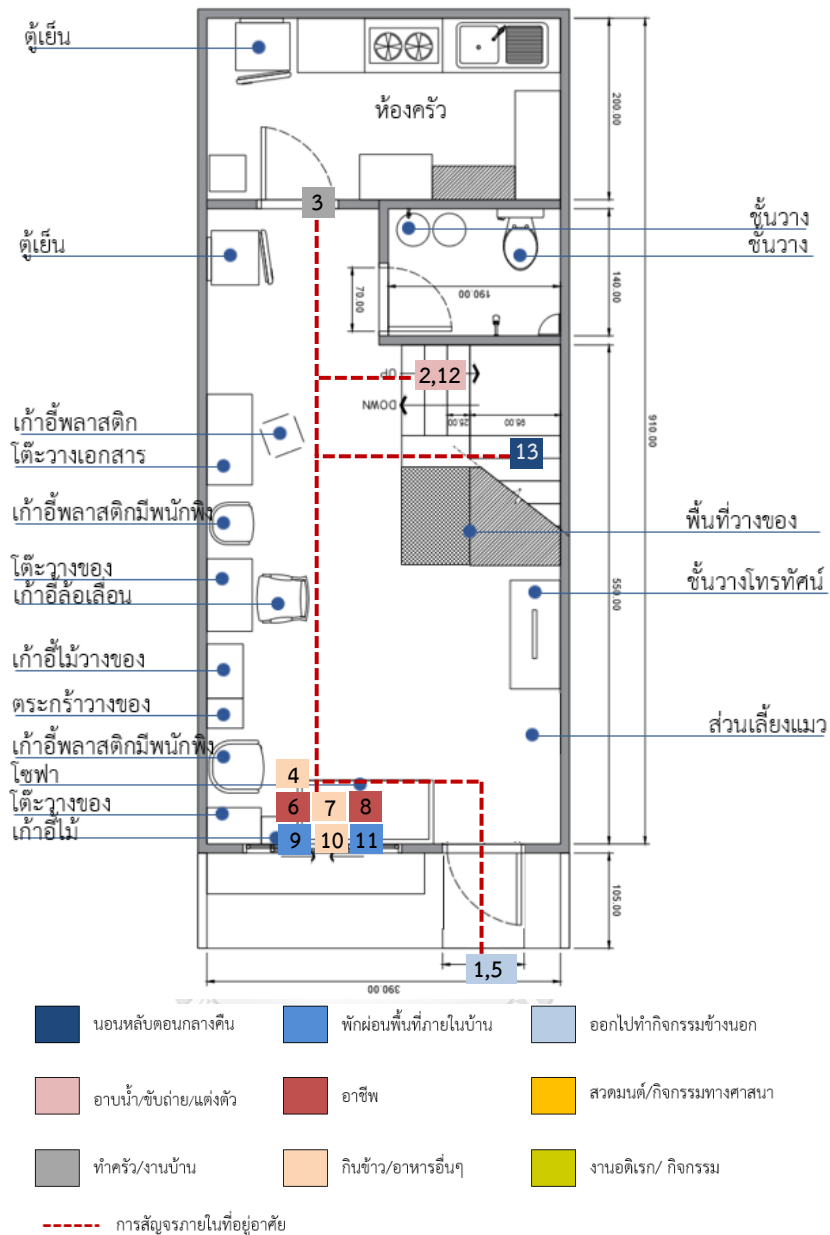 ตู้เย็น
ห้องครัว
200.00
3
ชั้นวาง
ตู้เย็น
ชั้นวาง
70.00
190.00
140.00
UP
2,12
DOWN
25.00
95.00
910.00
เก้าอี้พลาสติก
โต๊ะวางเอกสาร
13
เก้าอี้พลาสติกมีพนักพิง
พื้นที่วางของ
โต๊ะวางของ
เก้าอี้ล้อเลื่อน
ชั้นวางโทรทัศน์
550.00
เก้าอี้ไม้วางของ
ตระกร้าวางของ
ส่วนเลี้ยงแมว
เก้าอี้พลาสติกมีพนักพิง
โซฟา
4
โต๊ะวางของ
6 7 8
เก้าอี้ไม้
9 10 11
105.00
1,5
390.00
นอนหลับตอนกลางคืน
พักผ่อนพื้นที่ภายในบ้าน
ออกไปทำกิจกรรมข้างนอก
อาบน้ำ/ขับถ่าย/แต่งตัว
อาชีพ
สวดมนต์/กิจกรรมทางศาสนา
ทำครัว/งานบ้าน
กินข้าว/อาหารอื่นๆ
งานอดิเรก/ กิจกรรม
การสัญจรภายในที่อยู่อาศัย